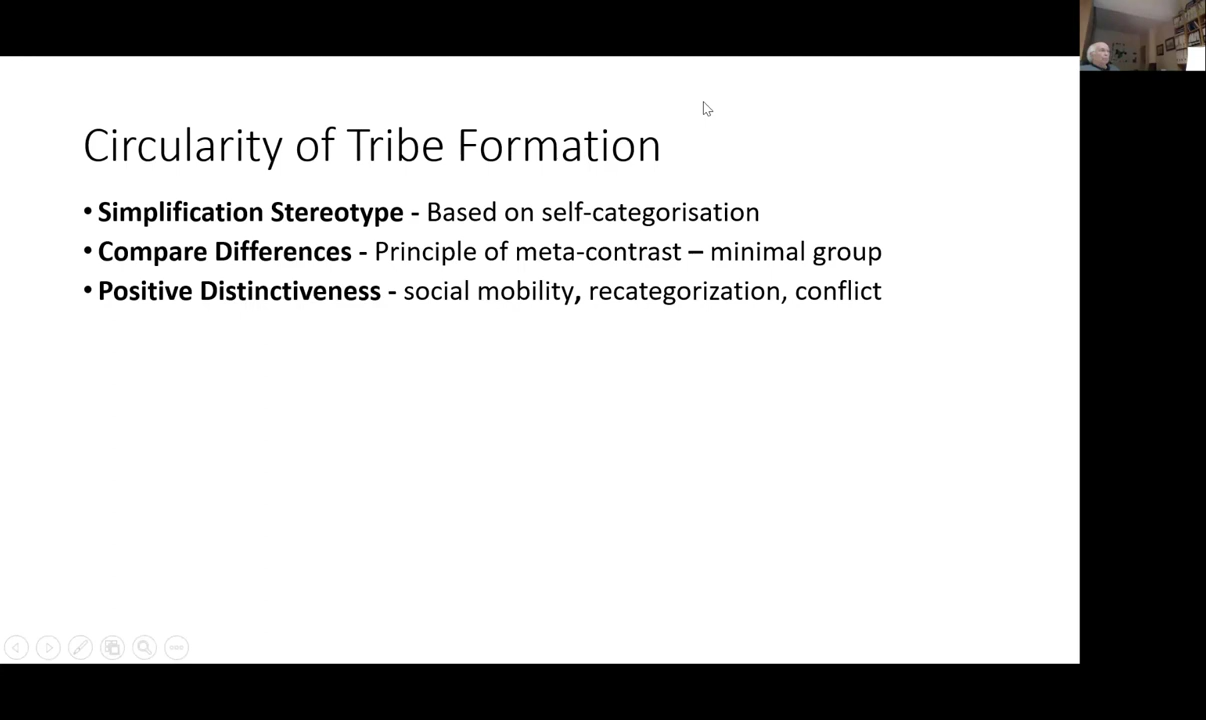 Circularity of Tribe Formation
• Simplification Stereotype - Based on self-categorisation
• Compare Differences - Principle of meta-contrast – minimal group
• Positive Distinctiveness - social mobility, recategorization, conflict